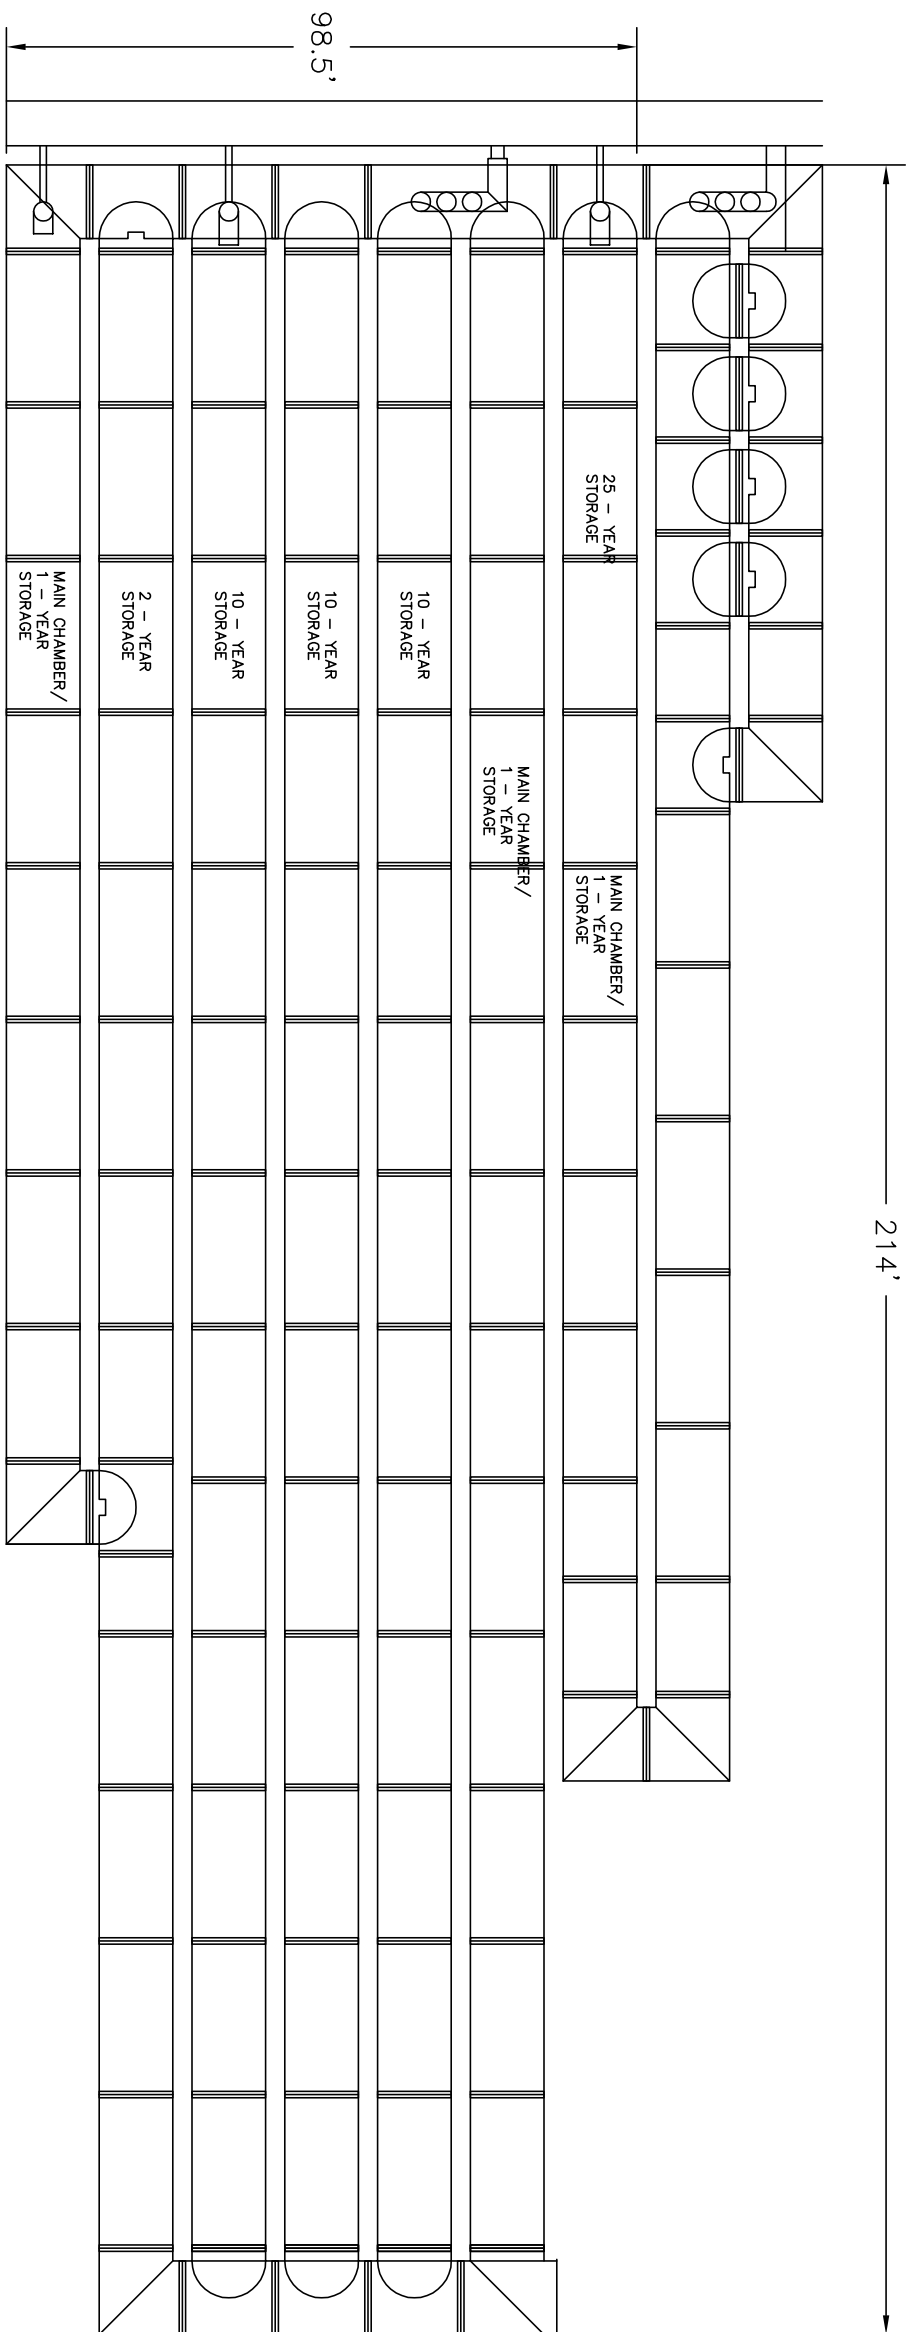 98.5'
214'
25 - YEAR
STORAGE
MAIN CHAMBER/
1 - YEAR
STORAGE
MAIN CHAMBER/
1 - YEAR
STORAGE
10 - YEAR
STORAGE
10 - YEAR
STORAGE
10 - YEAR
STORAGE
2 - YEAR
STORAGE
MAIN CHAMBER/
1 - YEAR
STORAGE